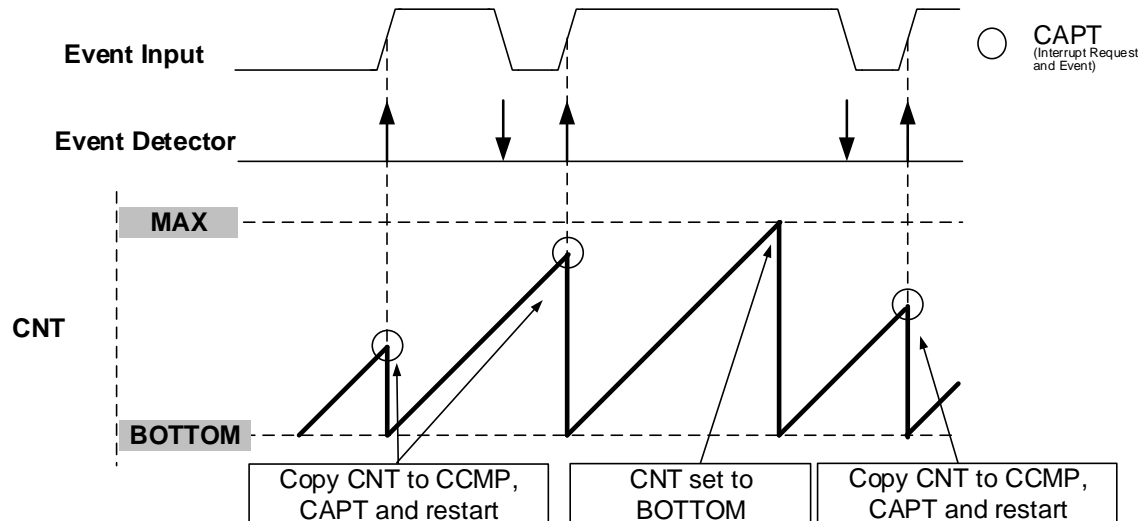 Event Input
CAPT
(Interrupt Request
and Event)
Event Detector
MAX
CNT
BOTTOM
Copy CNT to CCMP,
CAPT and restart
CNT set to
BOTTOM
Copy CNT to CCMP,
CAPT and restart